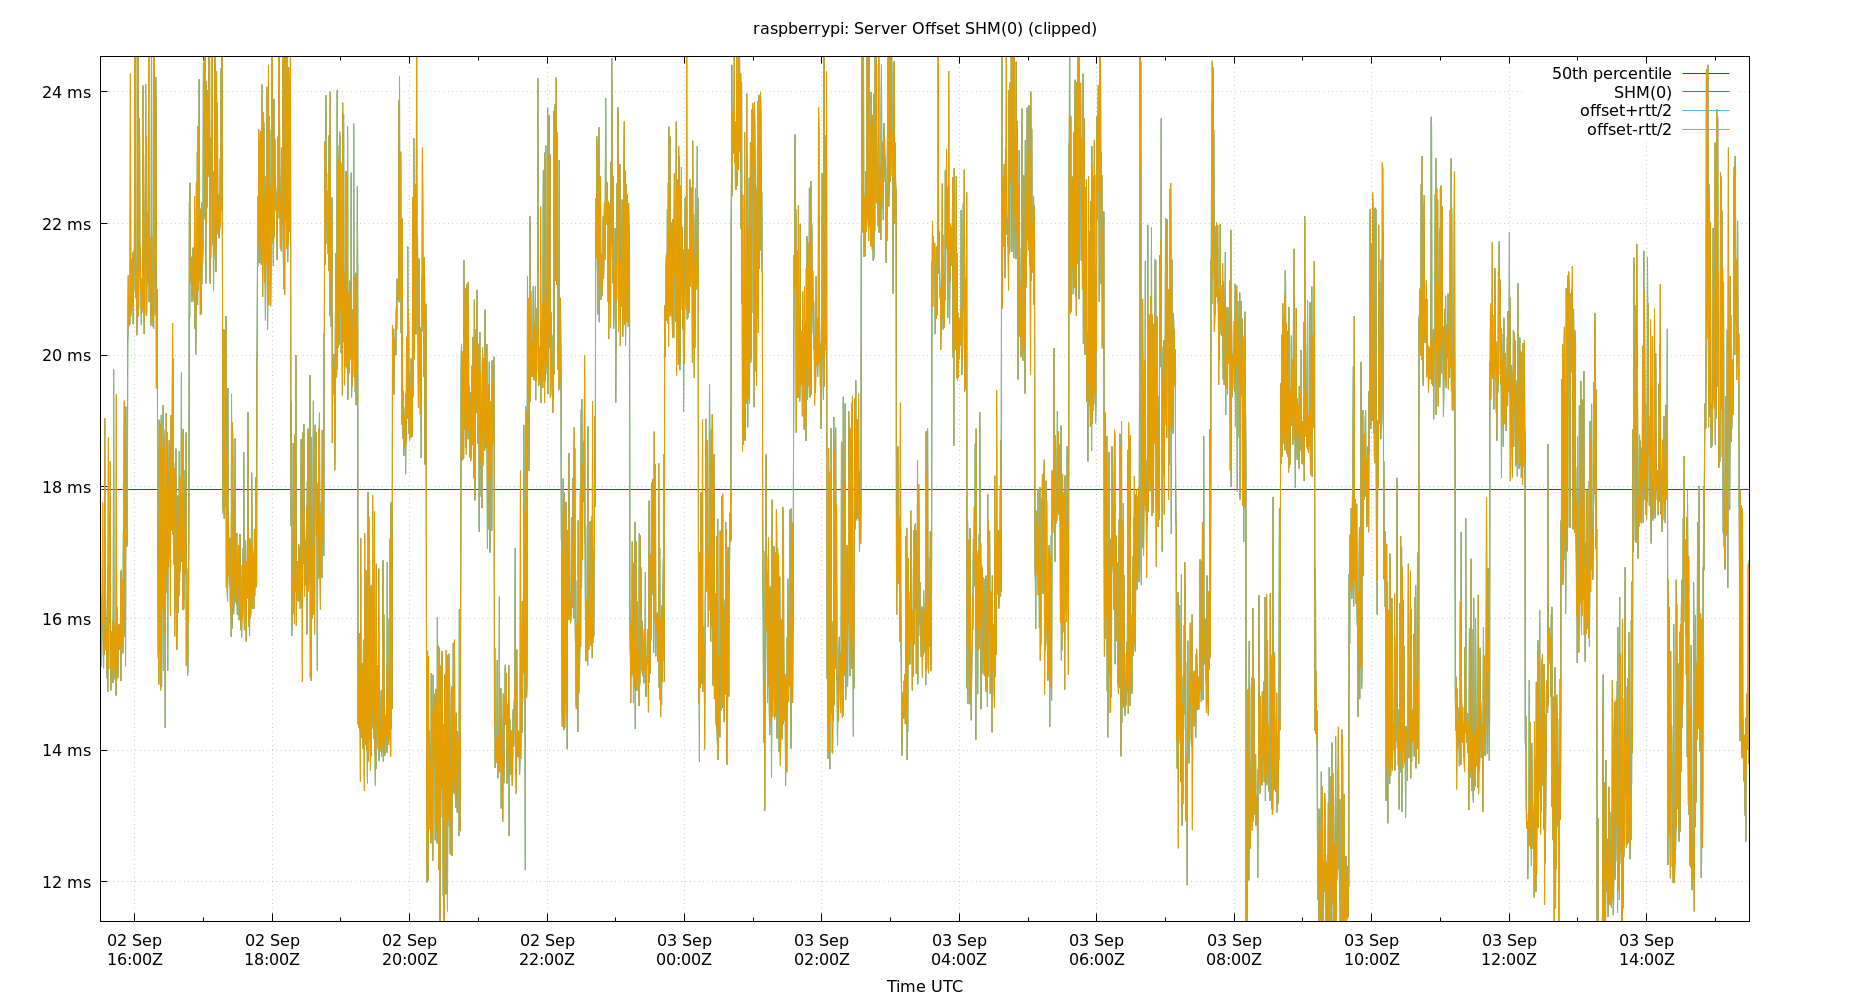 raspberrypi: Server Offset SHM(0) (clipped)
50th percentile
SHM(0)
offset+rtt/2
offset-rtt/2
24 ms
22 ms
20 ms
18 ms
16 ms
14 ms
12 ms
02 Sep 02 Sep 02 Sep 02 Sep 03 Sep 03 Sep 03 Sep 03 Sep 03 Sep 03 Sep 03 Sep 03 Sep
16:00Z 18:00Z 20:00Z 22:00Z 00:00Z 02:00Z 04:00Z 06:00Z 08:00Z 10:00Z 12:00Z 14:00Z
Time UTC